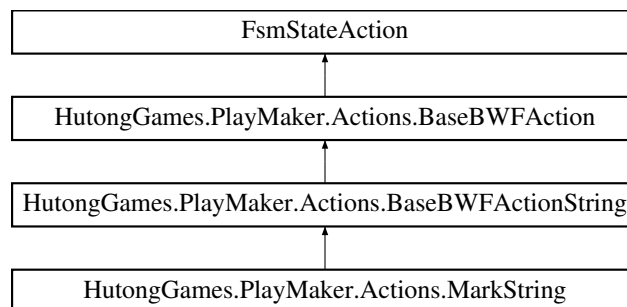 FsmStateAction
HutongGames.PlayMaker.Actions.BaseBWFAction
HutongGames.PlayMaker.Actions.BaseBWFActionString
HutongGames.PlayMaker.Actions.MarkString